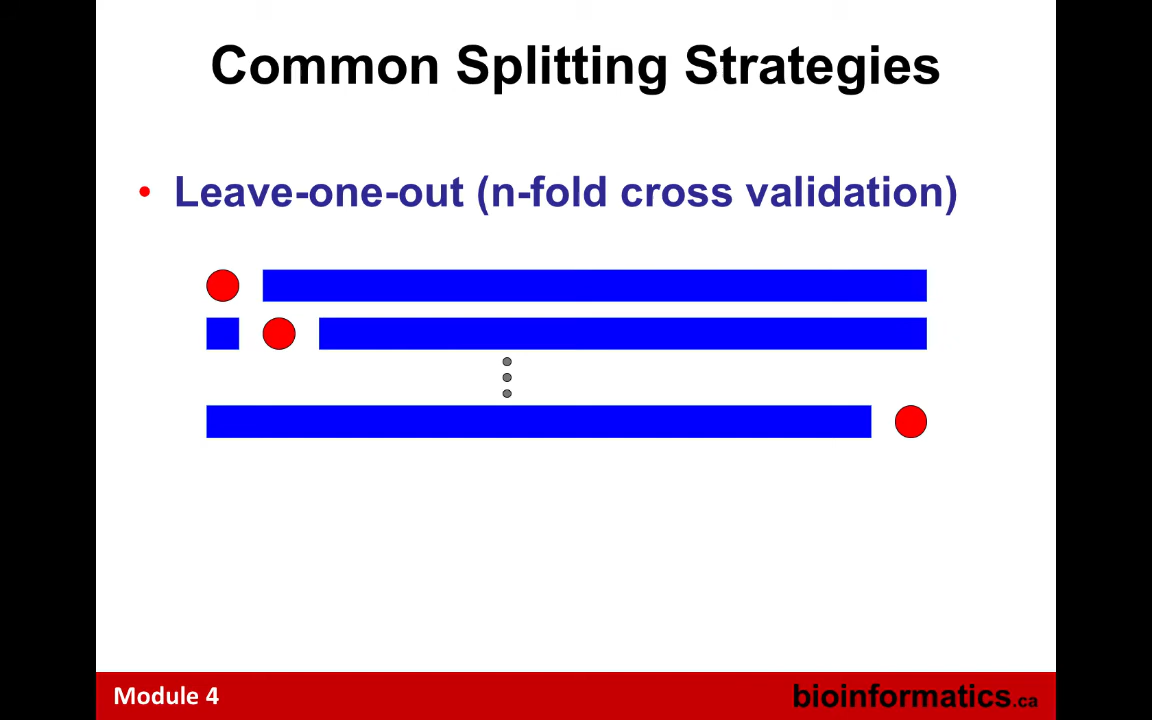 Common Splitting Strategies
• Leave-one-out (n-fold cross validation)
Module 4
bioinformatics.ca